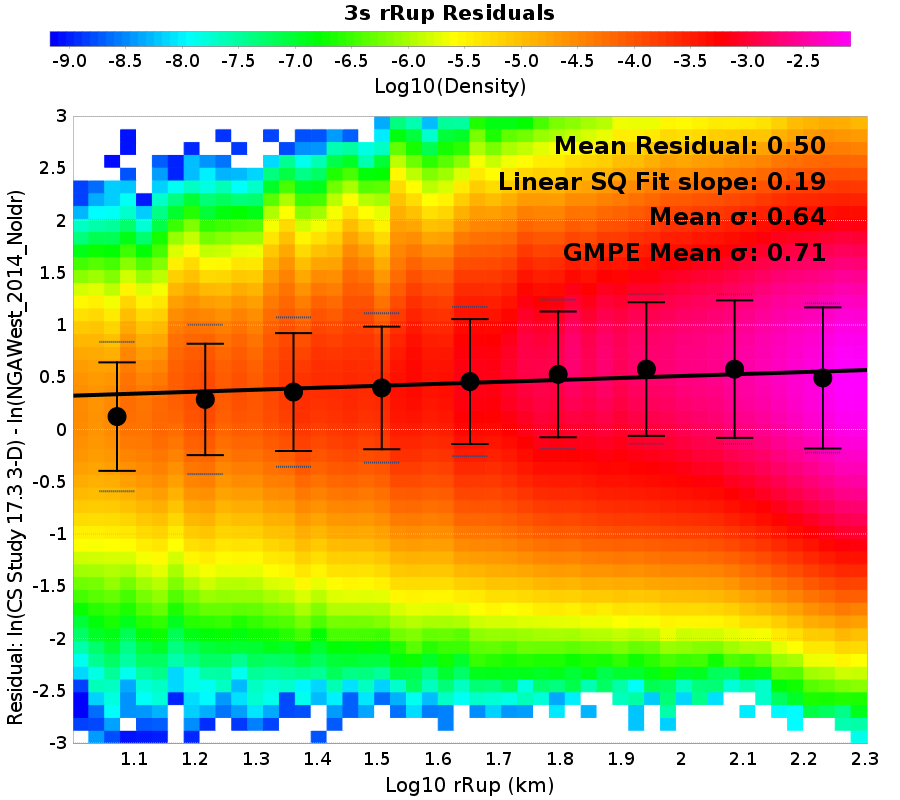 3s rRup Residuals
-9.0 -8.5 -8.0 -7.5 -7.0 -6.5 -6.0 -5.5 -5.0 -4.5 -4.0 -3.5 -3.0 -2.5
Log10(Density)
Mean Residual: 0.50
Linear SQ Fit slope: 0.19
Mean σ: 0.64
GMPE Mean σ: 0.71
Residual: ln(CS Study 17.3 3-D) - ln(NGAWest_2014_NoIdr)
3
2.5
2
1.5
1
0.5
0
-0.5
-1
-1.5
-2
-2.5
-3
1.1 1.2 1.3 1.4 1.5 1.6 1.7 1.8 1.9 2 2.1 2.2 2.3
Log10 rRup (km)